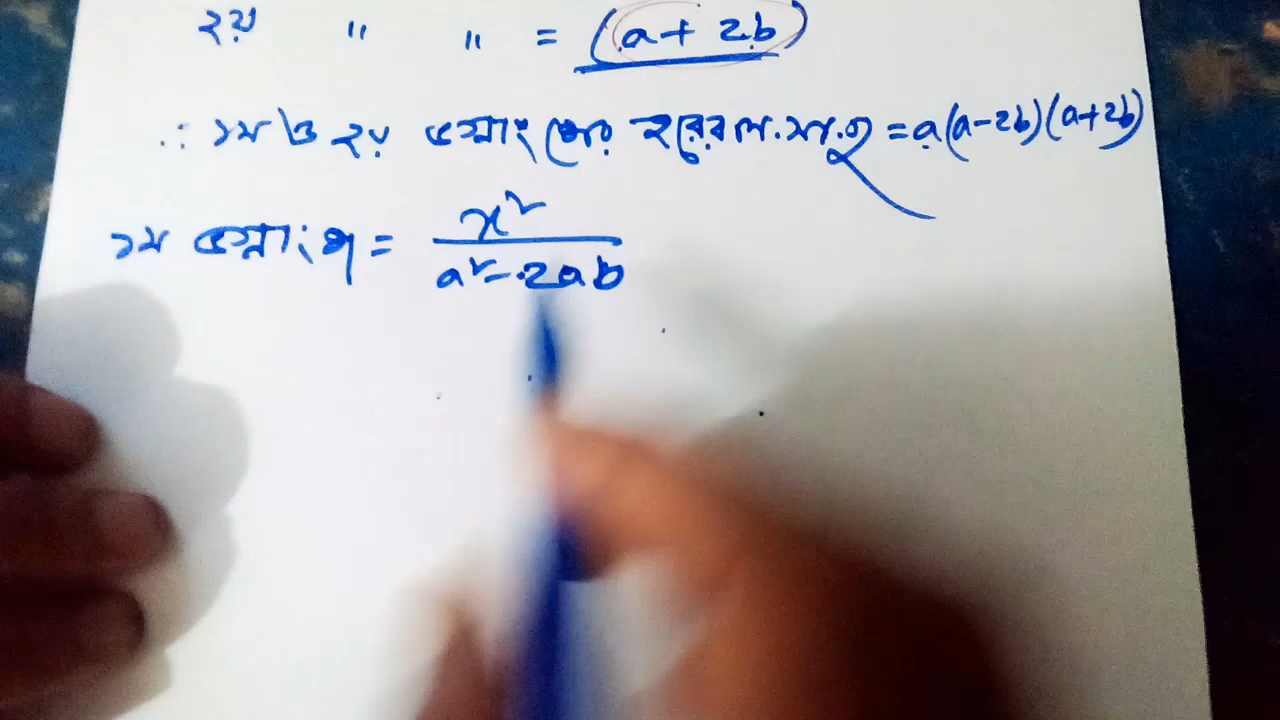 ২য় " " = (a + 2b)
∴ ১ম ও ২য় ভগ্নাংশের হরের ল.সা.গু = a(a-2b)(a+2b)
১ম ভগ্নাংশ = x² / a² - 2ab